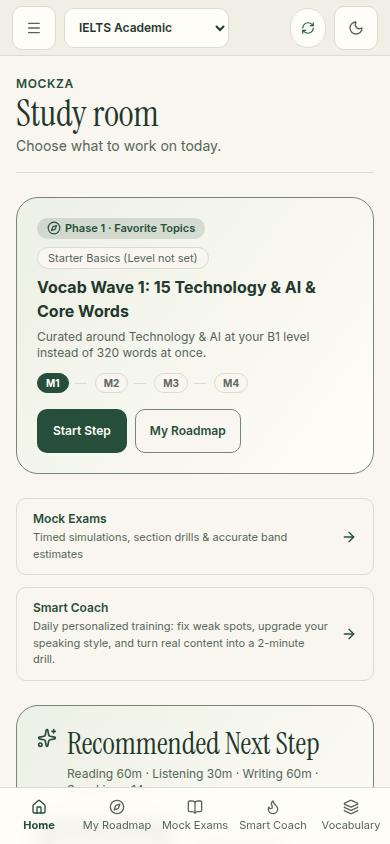 IELTS Academic
MOCKZA
Study room
Choose what to work on today.
Phase 1 · Favorite Topics
Starter Basics (Level not set)
Vocab Wave 1: 15 Technology & AI &
Core Words
Curated around Technology & AI at your B1 level
instead of 320 words at once.
M1 M2 M3 M4
Start Step My Roadmap
Mock Exams
Timed simulations, section drills & accurate band
estimates
Smart Coach
Daily personalized training: fix weak spots, upgrade your
speaking style, and turn real content into a 2-minute
drill.
Recommended Next Step
Reading 60m · Listening 30m · Writing 60m ·
Home My Roadmap Mock Exams Smart Coach Vocabulary